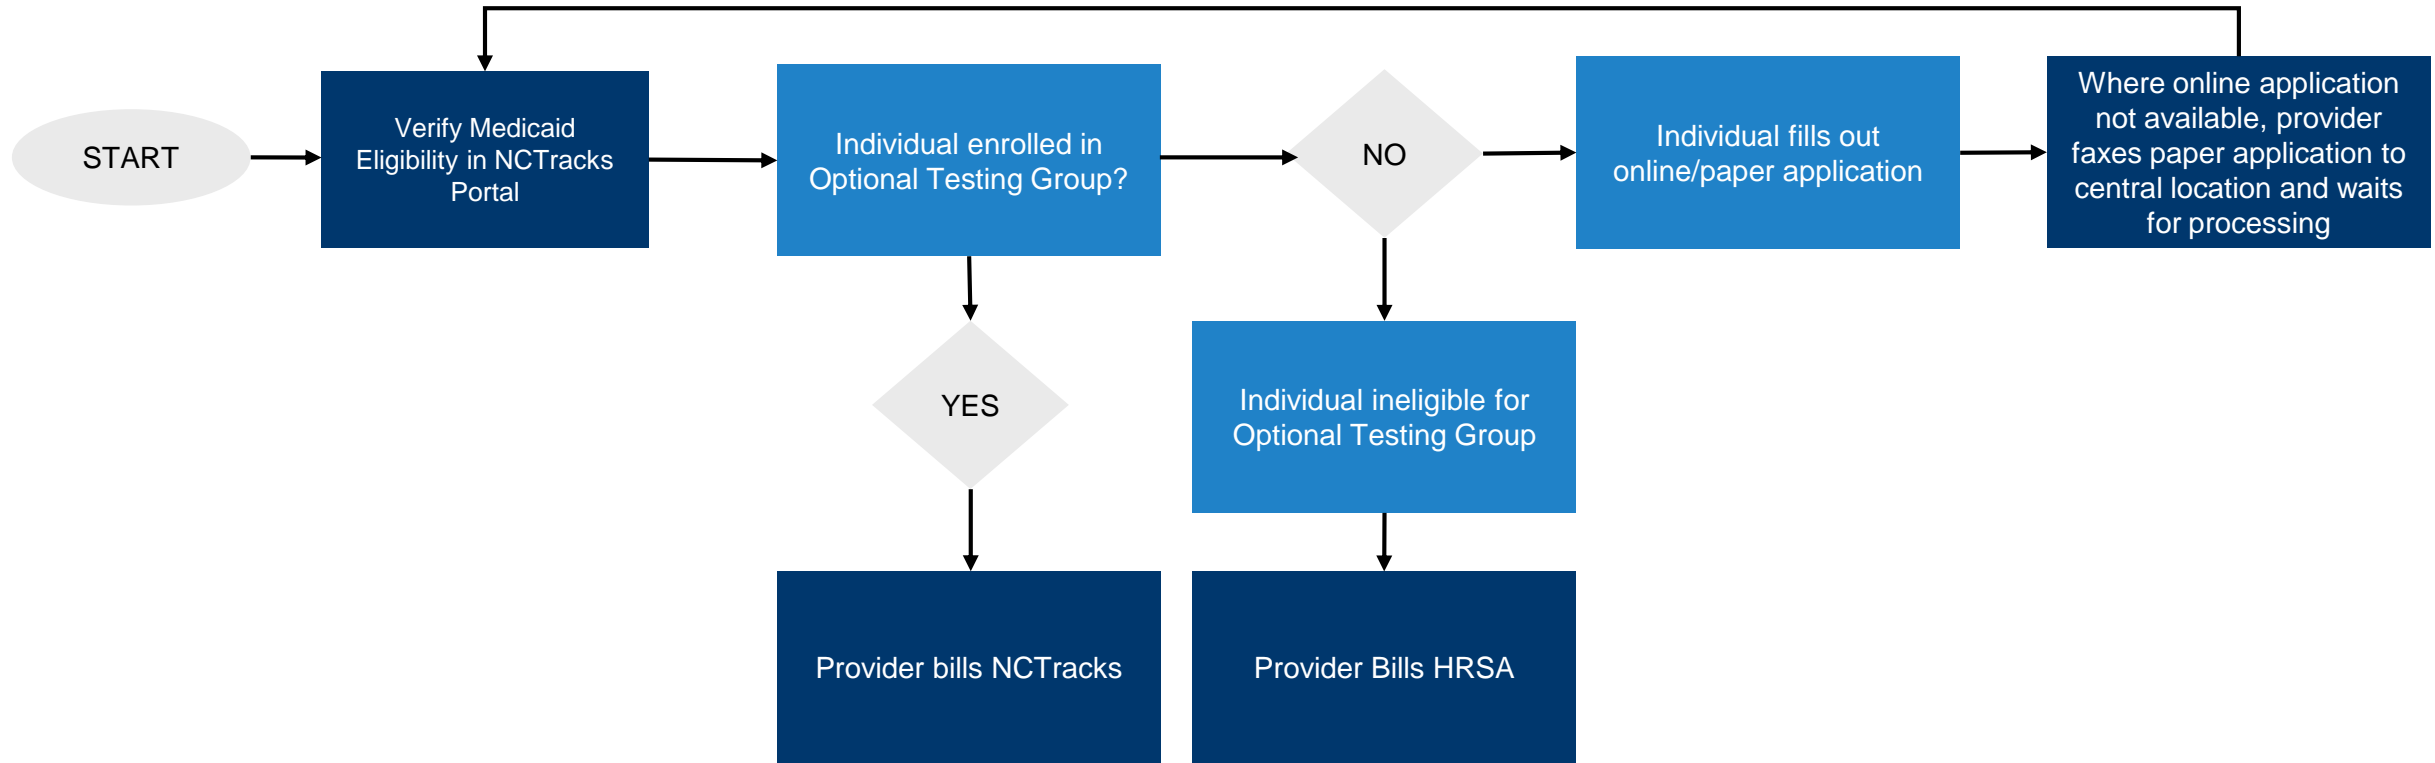 START
Verify Medicaid
Eligibility in NCTracks
Portal
Individual enrolled in
Optional Testing Group?
NO
Individual fills out
online/paper application
Where online application
not available, provider
faxes paper application to
central location and waits
for processing
YES
Individual ineligible for
Optional Testing Group
Provider bills NCTracks
Provider Bills HRSA